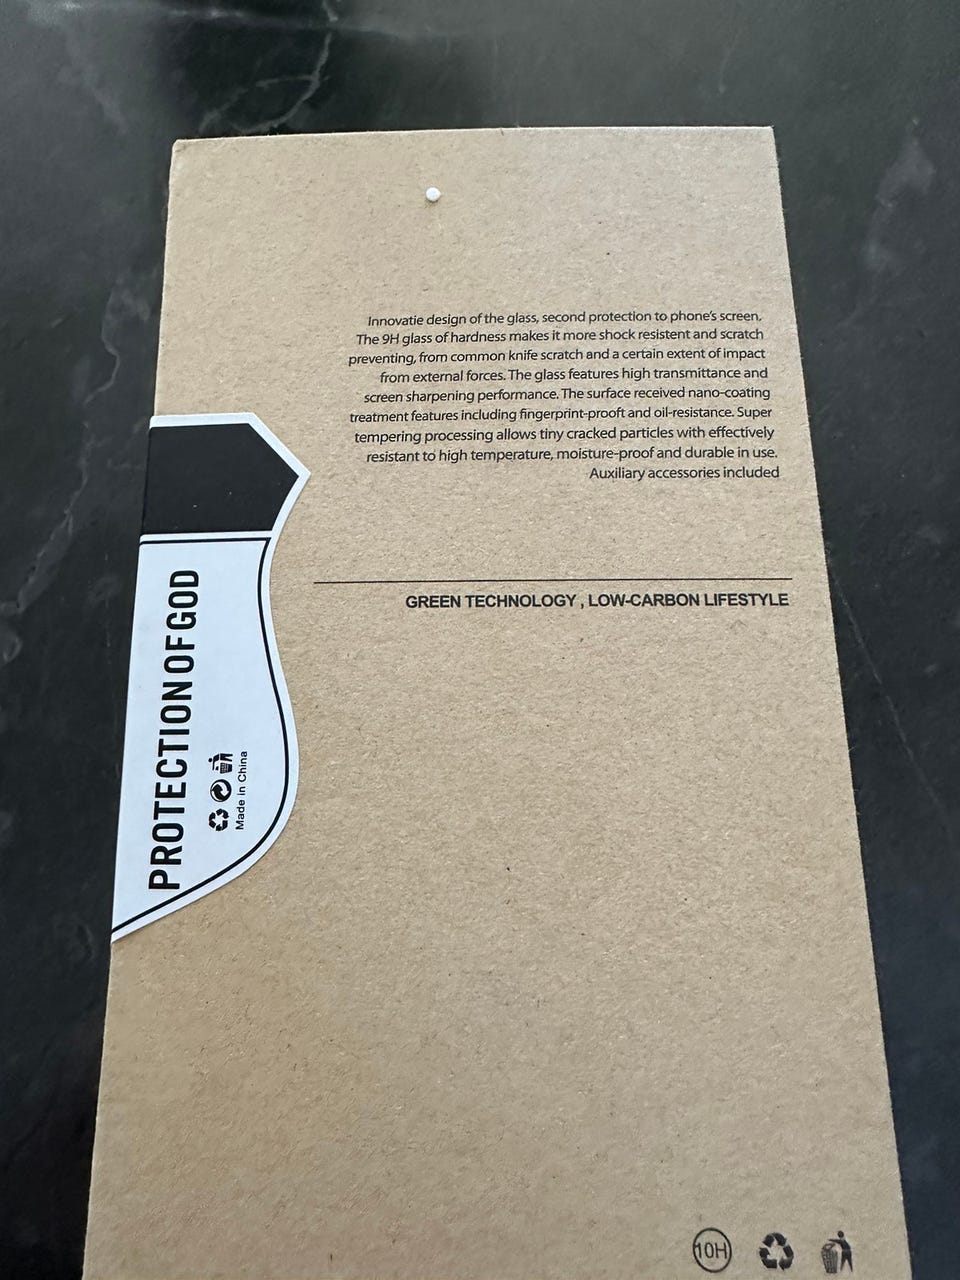 Innovatie design of the glass, second protection to phone's screen.
The 9H glass of hardness makes it more shock resistent and scratch
preventing, from common knife scratch and a certain extent of impact
from external forces. The glass features high transmittance and
screen sharpening performance. The surface received nano-coating
treatment features including fingerprint-prooft and oil-resistance. Super
tempering processing allows tiny cracked particles with effectively
resistant to high temperature, moisture-proof and durable in use.
Auxiliary accessories included
GREEN TECHNOLOGY , LOW-CARBON LIFESTYLE
PROTECTION OF GOD
Made in China
10H